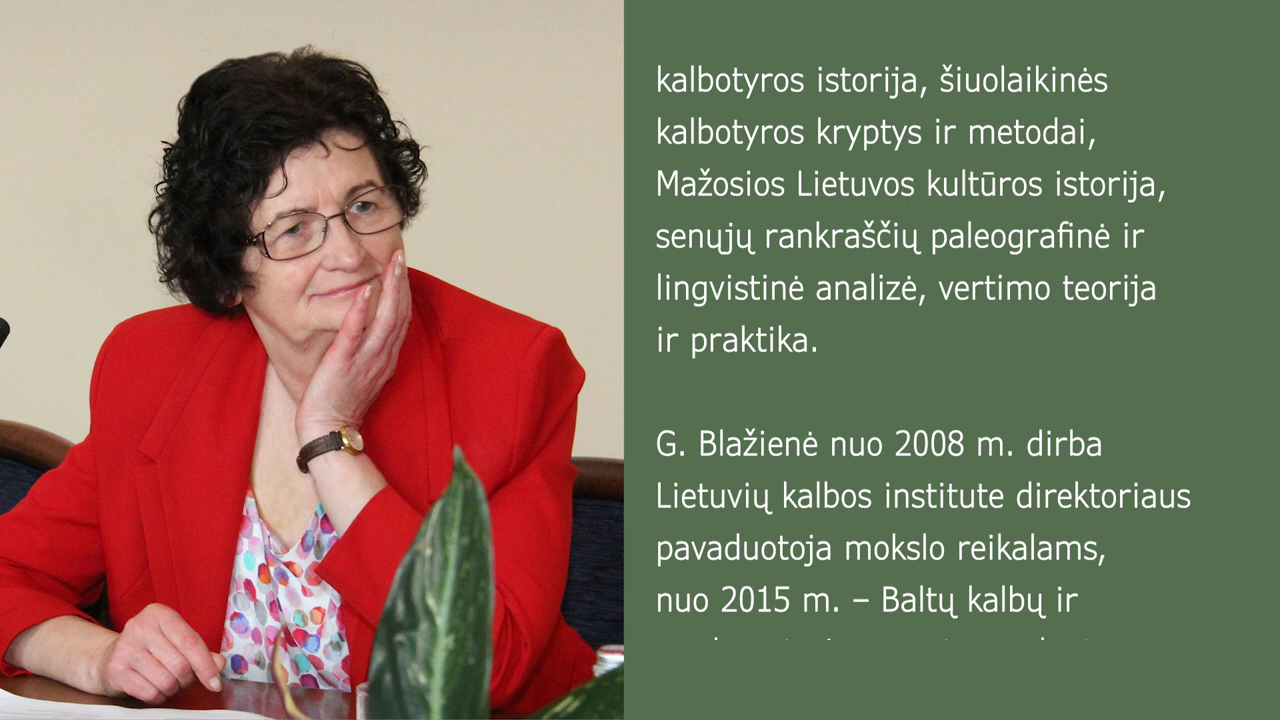 kalbotyros istorija, šiuolaikinės
kalbotyros kryptys ir metodai,
Mažosios Lietuvos kultūros istorija,
senųjų rankraščių paleografinė ir
lingvistinė analizė, vertimo teorija
ir praktika.
G. Blažienė nuo 2008 m. dirba
Lietuvių kalbos institute direktoriaus
pavaduotoja mokslo reikalams,
nuo 2015 m. – Baltų kalbų ir